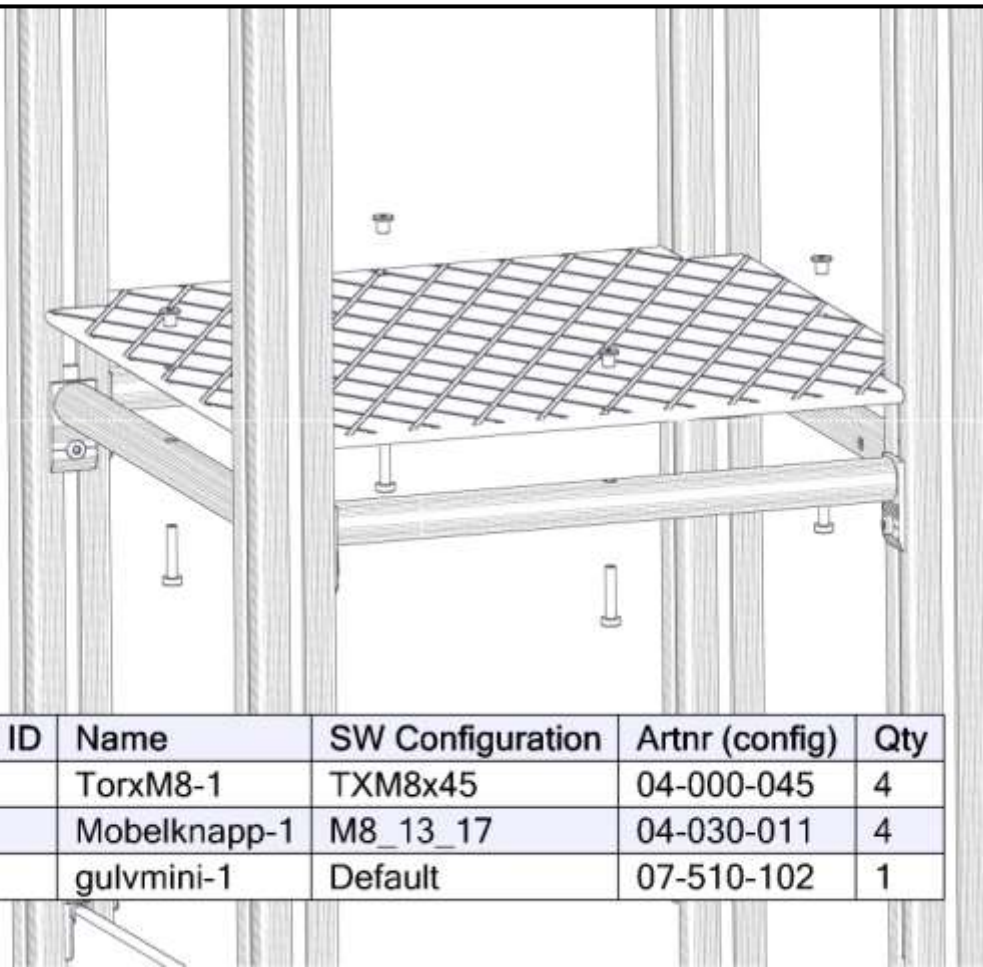 ID Name SW Configuration Artnr (config) Qty
TorxM8-1 TXM8x45 04-000-045 4
Mobelknapp-1 M8_13_17 04-030-011 4
gulvmini-1 Default 07-510-102 1